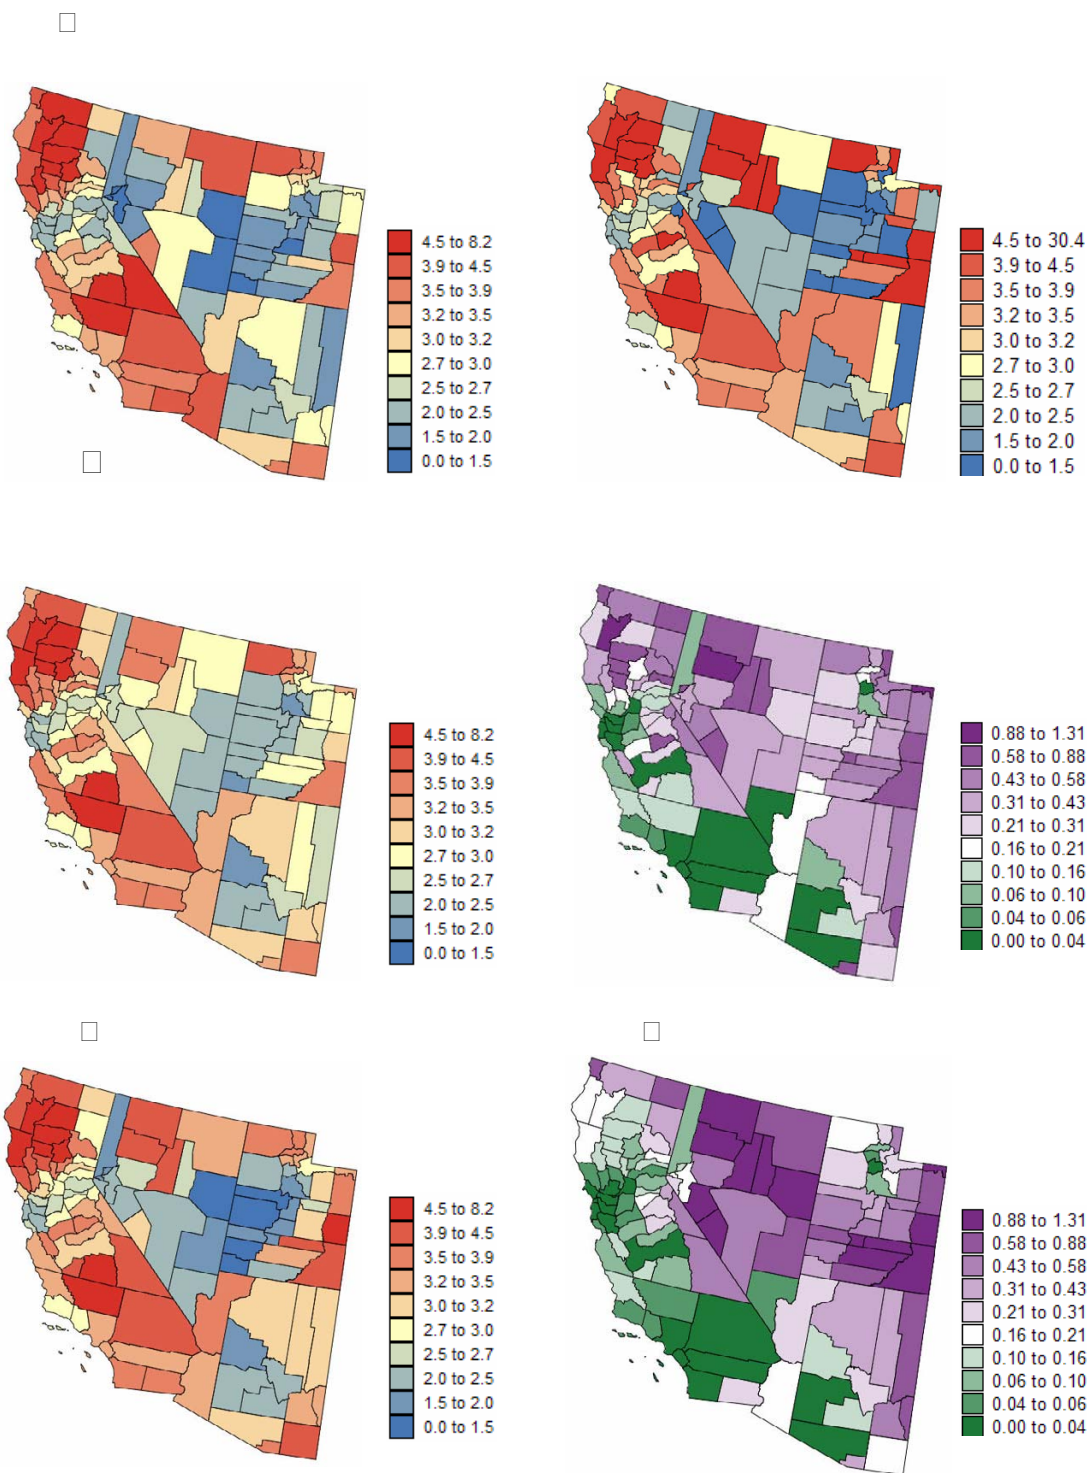 4.5 to 8.2
3.9 to 4.5
3.5 to 3.9
3.2 to 3.5
3.0 to 3.2
2.7 to 3.0
2.5 to 2.7
2.0 to 2.5
1.5 to 2.0
0.0 to 1.5
4.5 to 30.4
3.9 to 4.5
3.5 to 3.9
3.2 to 3.5
3.0 to 3.2
2.7 to 3.0
2.5 to 2.7
2.0 to 2.5
1.5 to 2.0
0.0 to 1.5
4.5 to 8.2
3.9 to 4.5
3.5 to 3.9
3.2 to 3.5
3.0 to 3.2
2.7 to 3.0
2.5 to 2.7
2.0 to 2.5
1.5 to 2.0
0.0 to 1.5
0.88 to 1.31
0.58 to 0.88
0.43 to 0.58
0.31 to 0.43
0.21 to 0.31
0.16 to 0.21
0.10 to 0.16
0.06 to 0.10
0.04 to 0.06
0.00 to 0.04
4.5 to 8.2
3.9 to 4.5
3.5 to 3.9
3.2 to 3.5
3.0 to 3.2
2.7 to 3.0
2.5 to 2.7
2.0 to 2.5
1.5 to 2.0
0.0 to 1.5
0.88 to 1.31
0.58 to 0.88
0.43 to 0.58
0.31 to 0.43
0.21 to 0.31
0.16 to 0.21
0.10 to 0.16
0.06 to 0.10
0.04 to 0.06
0.00 to 0.04